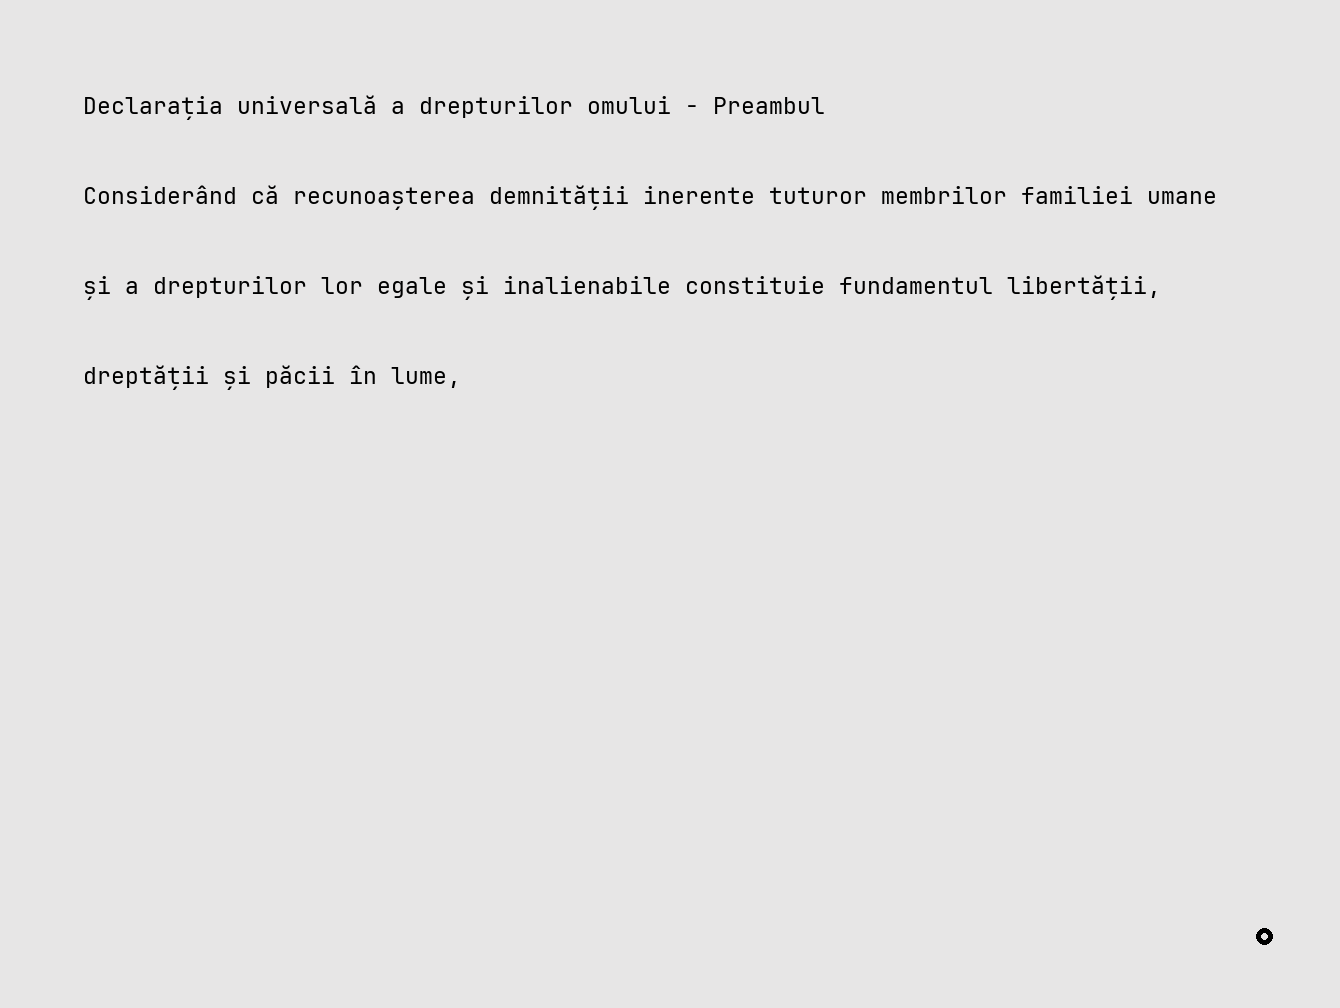 Declarația universală a drepturilor omului - Preambul
Considerând că recunoașterea demnității inerente tuturor membrilor familiei umane
și a drepturilor lor egale și inalienabile constituie fundamentul libertății,
dreptății și păcii în lume,